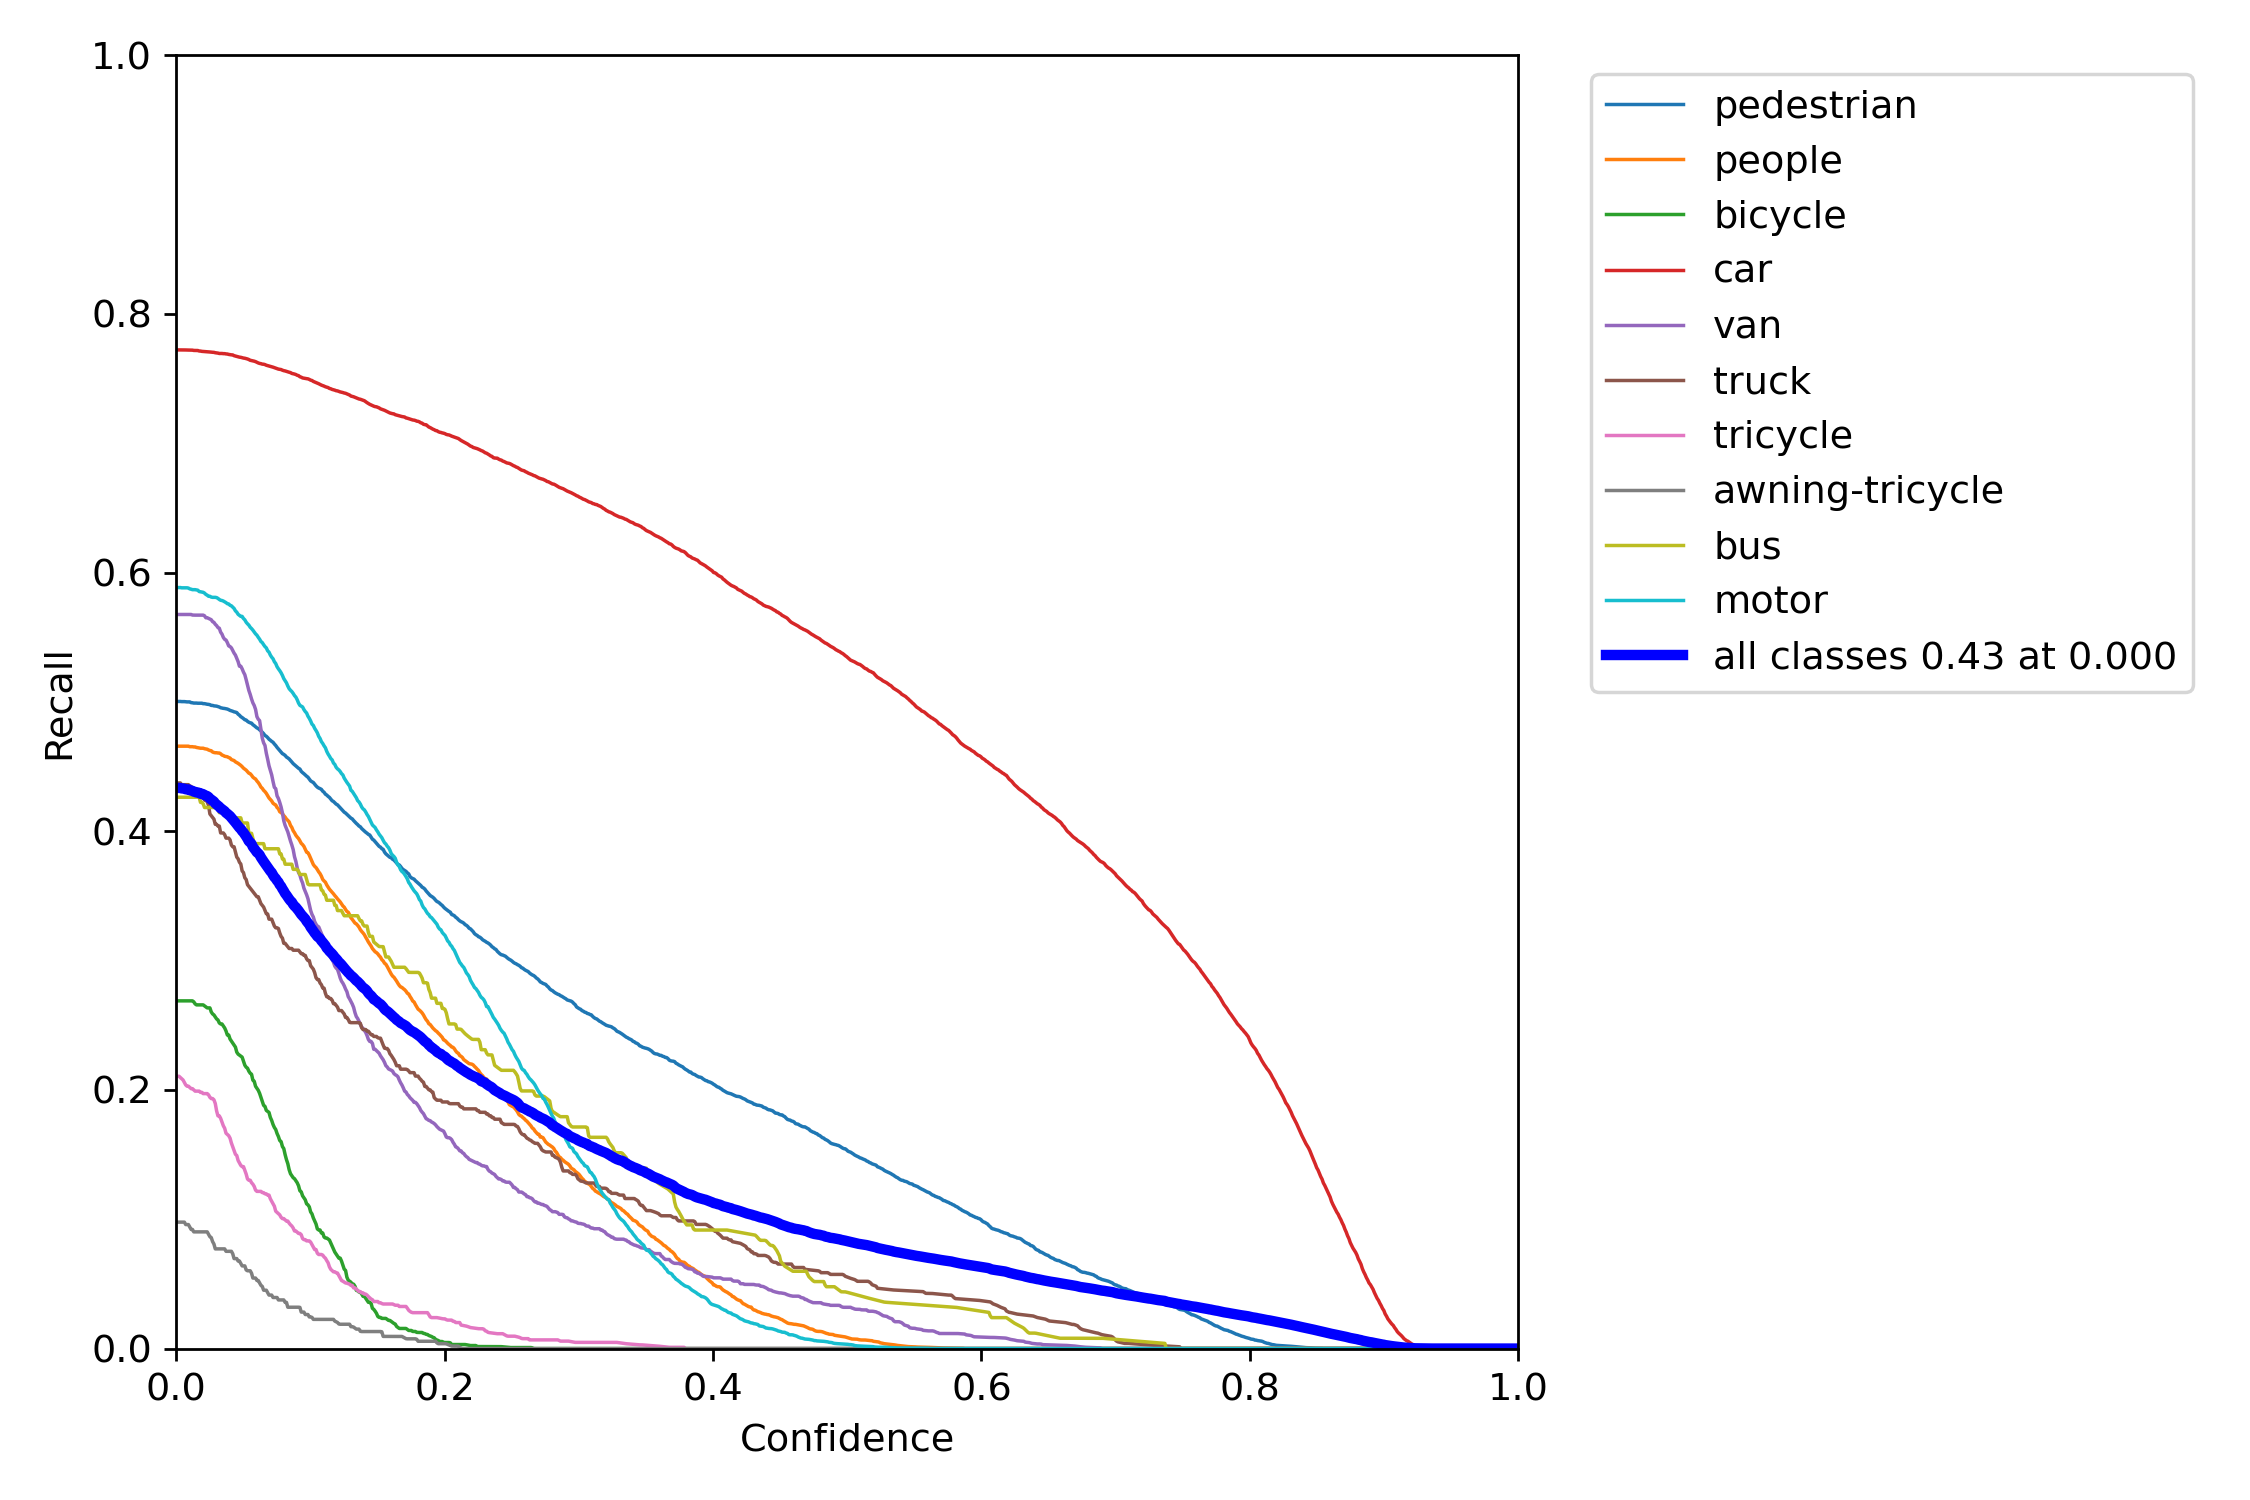 1.0
0.8
0.6
0.4
0.2
0.0
Recall
0.0 0.2 0.4 0.6 0.8 1.0
Confidence
pedestrian
people
bicycle
car
van
truck
tricycle
awning-tricycle
bus
motor
all classes 0.43 at 0.000